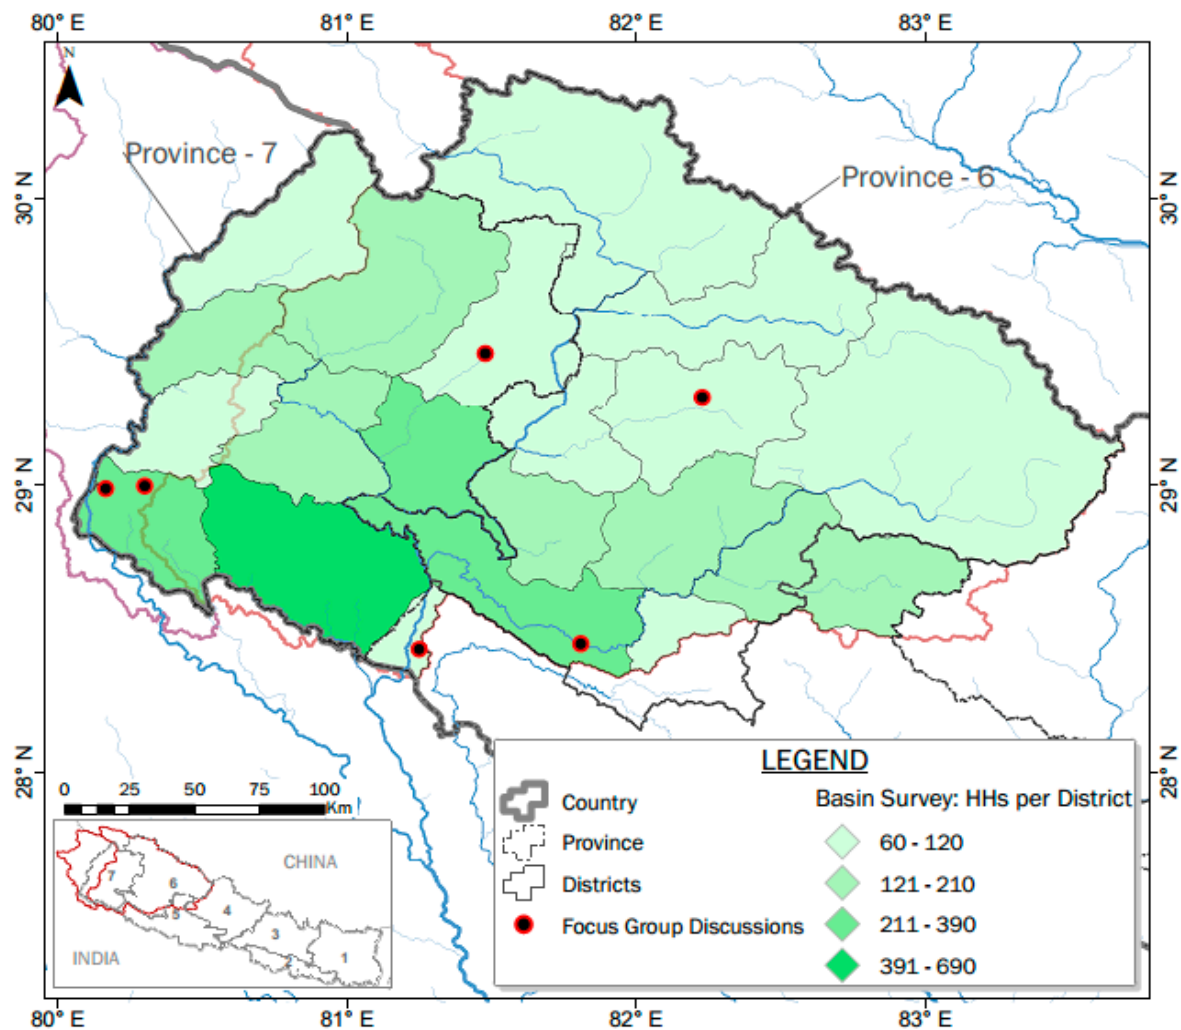 80° E 81° E 82° E 83° E
N
Province - 7
Province - 6
30° N 30° N
29° N 29° N
28° N 28° N
LEGEND
Country
Province
Districts
Focus Group Discussions
Basin Survey: HHs per District
60 - 120
121 - 210
211 - 390
391 - 690
0 25 50 75 100
Km
CHINA
INDIA
7
6
5
4
3
2
1
80° E 81° E 82° E 83° E